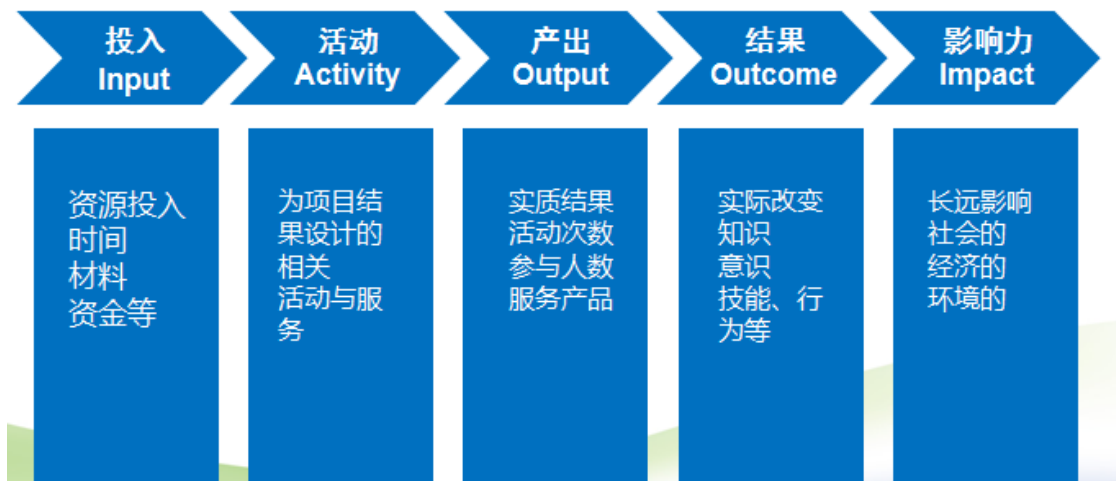 投入
Input
活动
Activity
产出
Output
结果
Outcome
影响力
Impact
资源投入
时间
材料
资金等
为项目结
果设计的
相关
活动与服
务
实质结果
活动次数
参与人数
服务产品
实际改变
知识
意识
技能、行
为等
长远影响
社会的
经济的
环境的